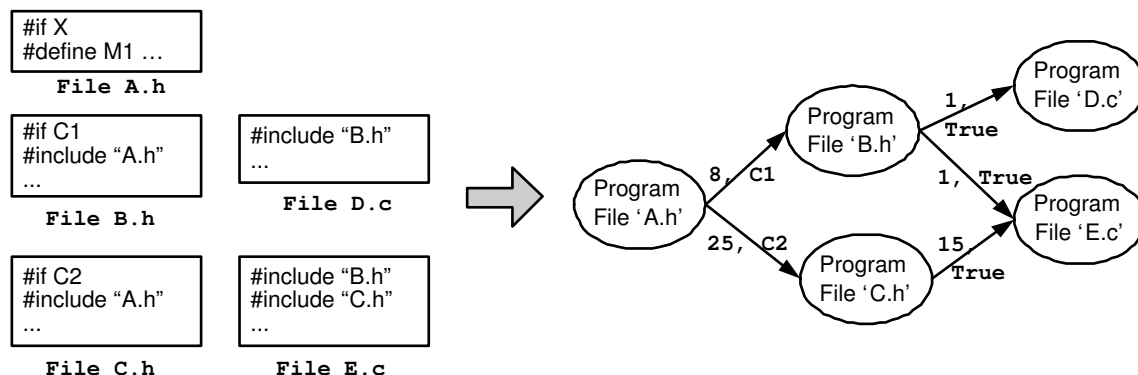 #if X
#define M1 …
File A.h
#if C1
#include “A.h”
...
File B.h
#include “B.h”
...
File D.c
#if C2
#include “A.h”
...
File C.h
#include “B.h”
#include “C.h”
...
File E.c
Program
File ‘A.h’
8, C1
25, C2
Program
File ‘B.h’
Program
File ‘C.h’
1,
True
1, True
15,
True
Program
File ‘D.c’
Program
File ‘E.c’